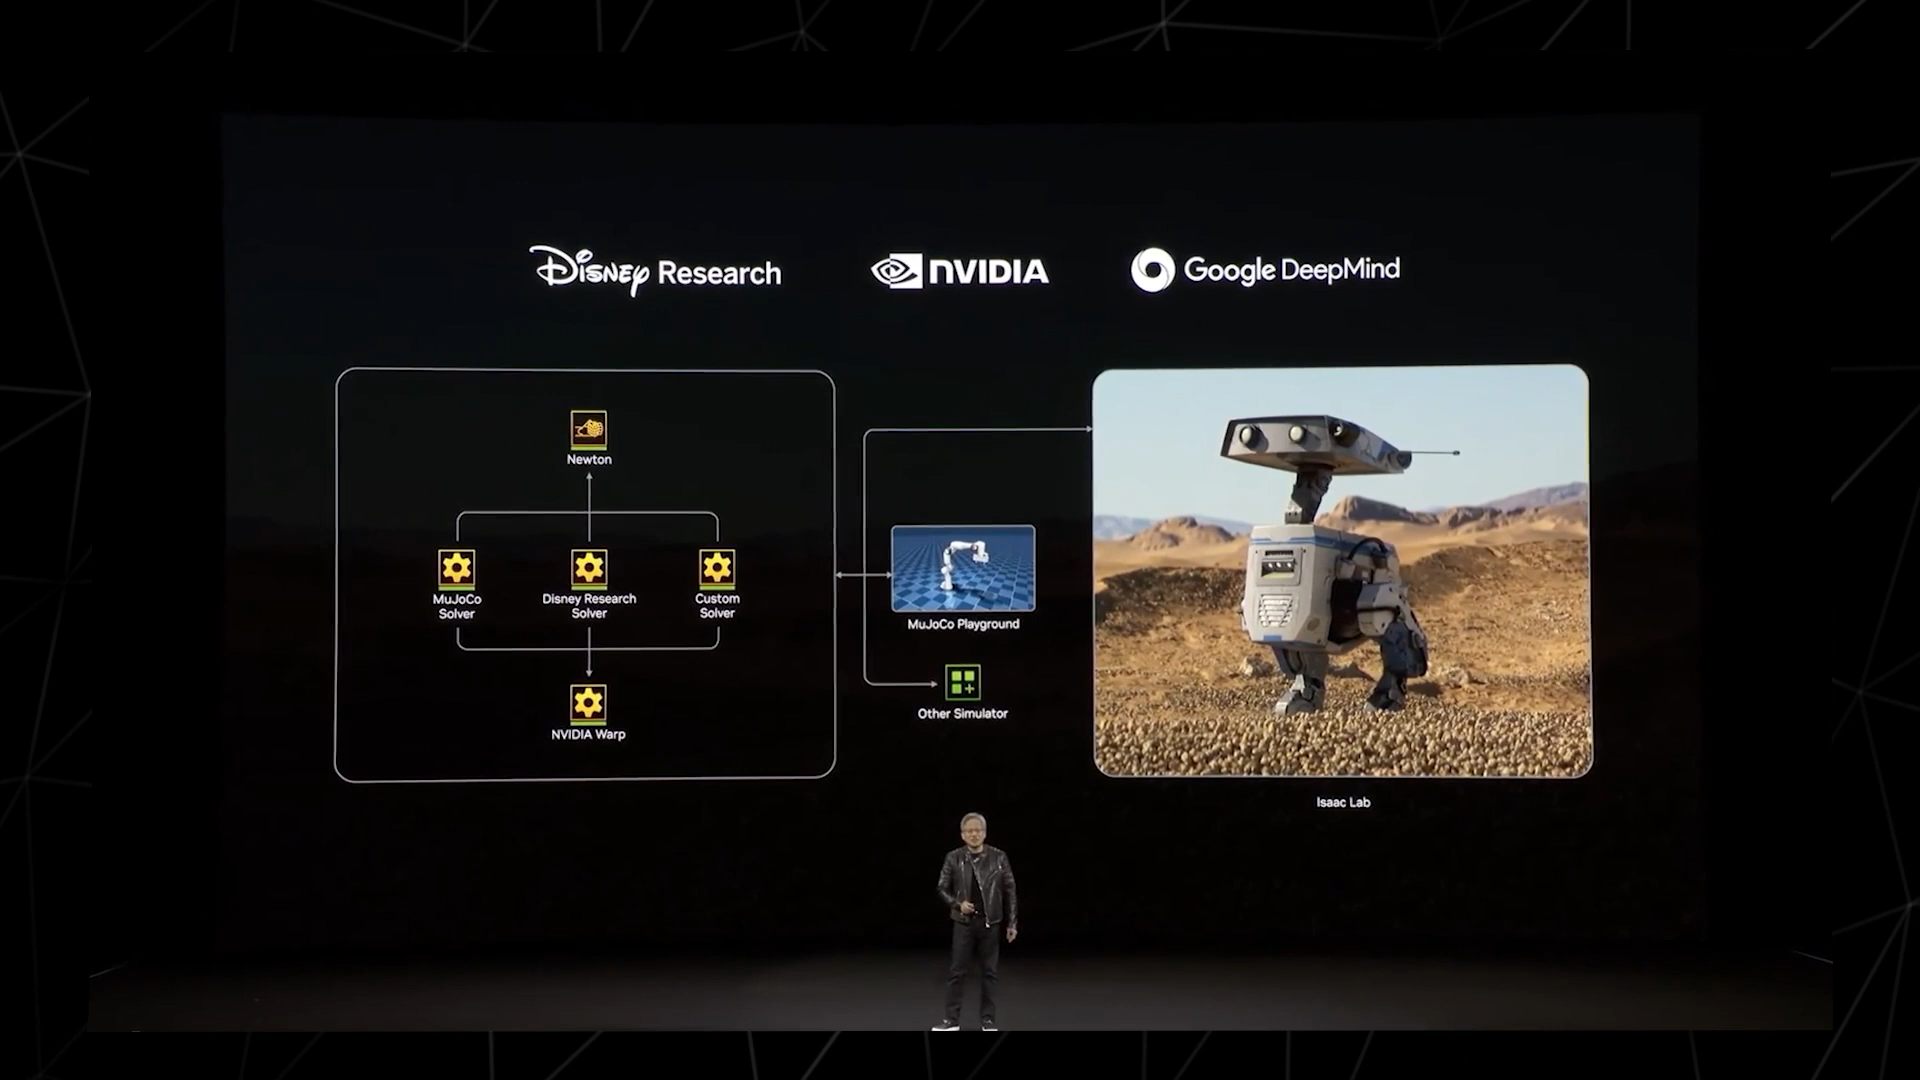 Disney Research
NVIDIA
Google DeepMind
Newton
MuJoCo
Solver
Disney Research
Solver
Custom
Solver
NVIDIA Warp
MuJoCo Playground
Other Simulator
Isaac Lab